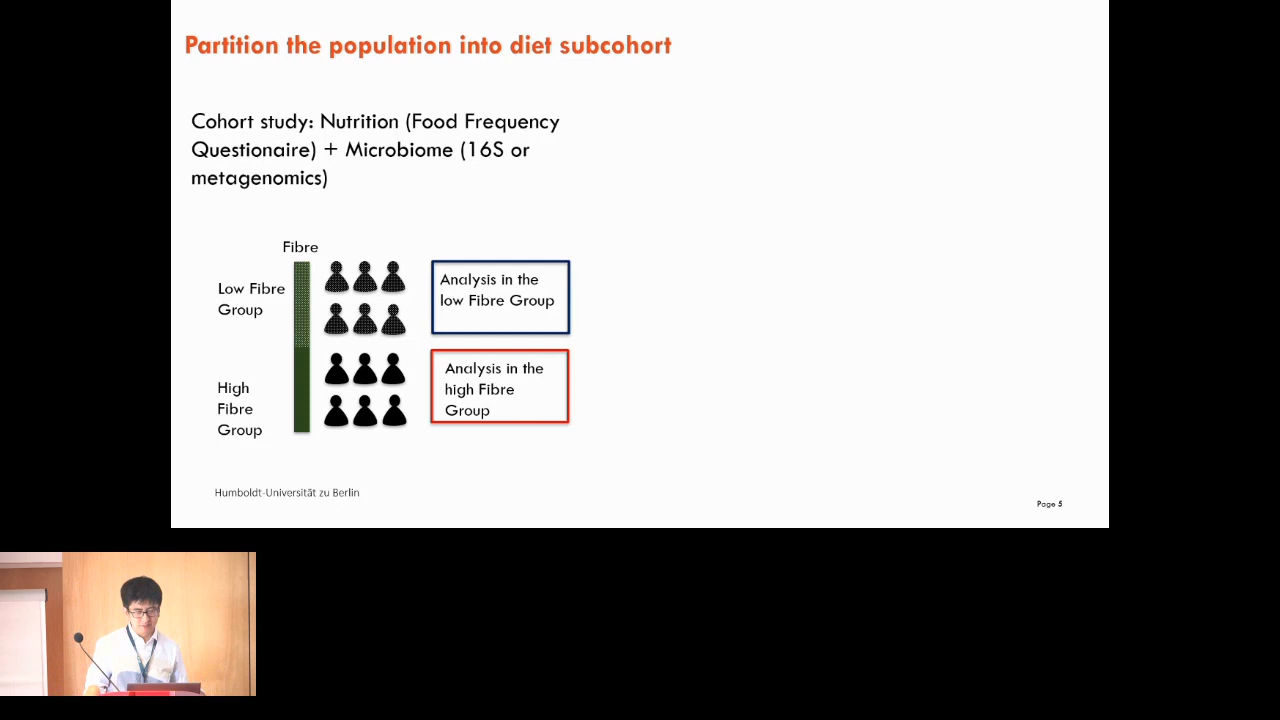 Partition the population into diet subcohort
Cohort study: Nutrition (Food Frequency
Questionaire) + Microbiome (16S or
metagenomics)
Fibre
Low Fibre
Group
Analysis in the
low Fibre Group
High
Fibre
Group
Analysis in the
high Fibre
Group
Humboldt-Universität zu Berlin
Page 5